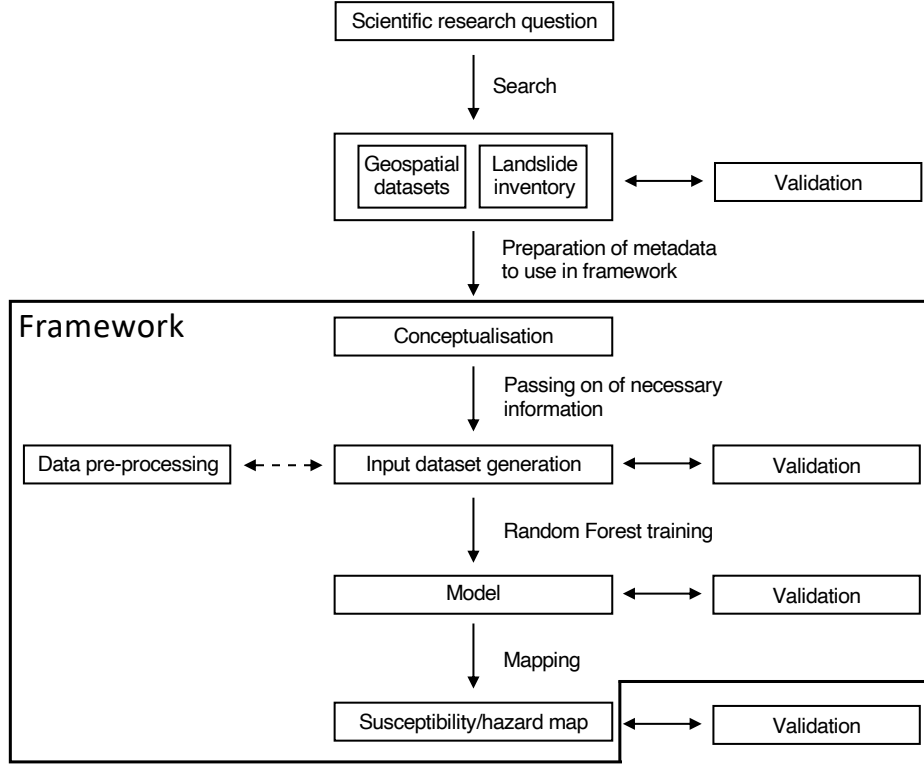 Scientific research question
Search
Geospatial
datasets
Landslide
inventory
Validation
Preparation of metadata
to use in framework
Framework
Conceptualisation
Passing on of necessary
information
Data pre-processing
Input dataset generation
Validation
Random Forest training
Model
Validation
Mapping
Susceptibility/hazard map
Validation